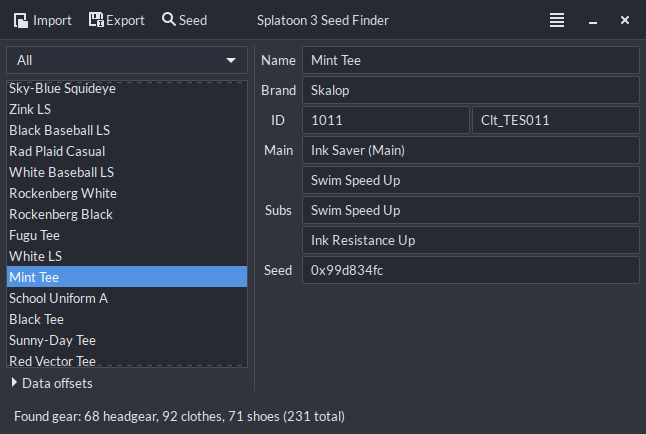 Import Export Seed Splatoon 3 Seed Finder
All
Sky-Blue Squideye
Zink LS
Black Baseball LS
Rad Plaid Casual
White Baseball LS
Rockenberg White
Rockenberg Black
Fugu Tee
White LS
Mint Tee
School Uniform A
Black Tee
Sunny-Day Tee
Red Vector Tee
Data offsets
Name Mint Tee
Brand Skalop
ID 1011 Clt_TES011
Main Ink Saver (Main)
Swim Speed Up
Subs Swim Speed Up
Ink Resistance Up
Seed 0x99d834fc
Found gear: 68 headgear, 92 clothes, 71 shoes (231 total)